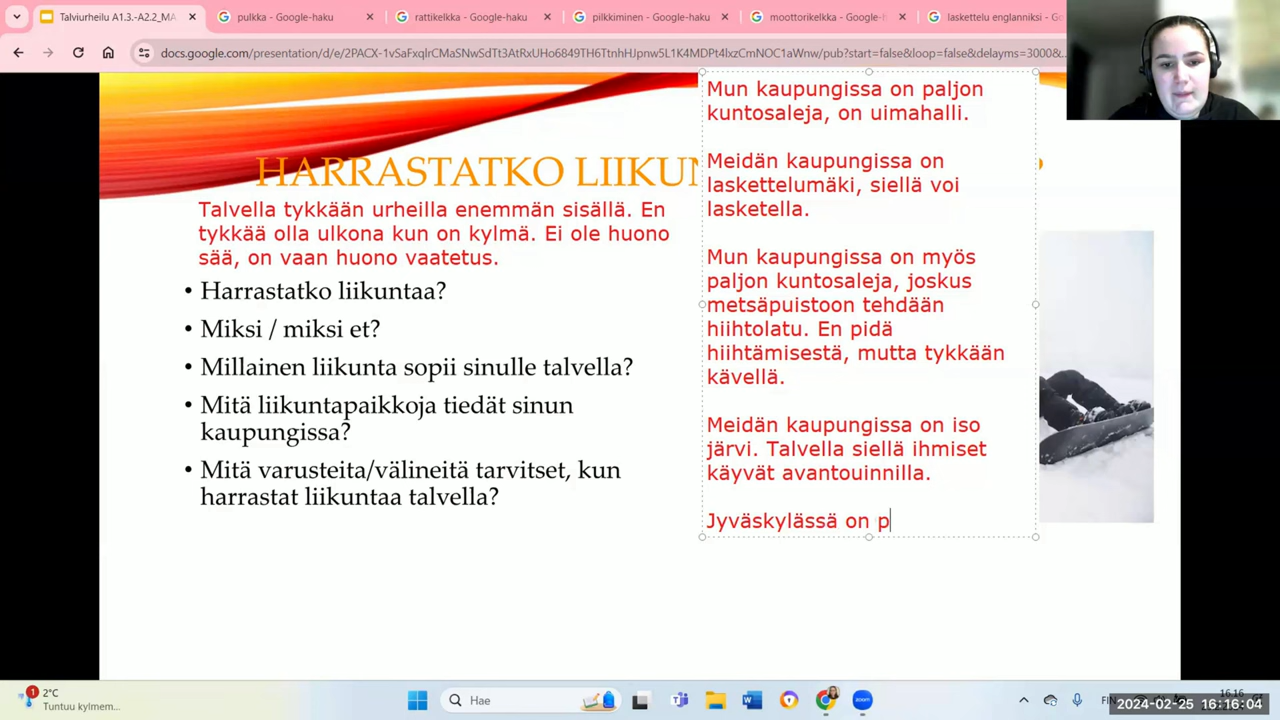 Talviurheilu A1.3.-A2.2_MA
pulkka - Google-haku
rattikelkka - Google-haku
pilkkiminen - Google-haku
moottorikelkka - Google-h
laskettelu englanniksi - Goo
docs.google.com/presentation/d/e/2PACX-1vSaFxqlrCMaSNwSdTt3AtRxUHo6849TH6TtnhHJpnw5L1K4MDPt4lxzCmNOC1aWnw/pub?start=false&loop=false&delayms=3000&...
HARRASTATKO LIIKUN
Talvella tykkään urheilla enemmän sisällä. En
tykkää olla ulkona kun on kylmä. Ei ole huono
sää, on vaan huono vaatetus.
• Harrastatko liikuntaa?
• Miksi / miksi et?
• Millainen liikunta sopii sinulle talvella?
• Mitä liikuntapaikkoja tiedät sinun
kaupungissa?
• Mitä varusteita/välineitä tarvitset, kun
harrastat liikuntaa talvella?
Mun kaupungissa on paljon
kuntosaleja, on uimahalli.
Meidän kaupungissa on
laskettelumäki, siellä voi
lasketella.
Mun kaupungissa on myös
paljon kuntosaleja, joskus
metsäpuistoon tehdään
hiihtolatu. En pidä
hiihtämisestä, mutta tykkään
kävellä.
Meidän kaupungissa on iso
järvi. Talvella siellä ihmiset
käyvät avantouinnilla.
Jyväskylässä on p
1
2°C
Tuntuu kylmem...
Hae
FIN
16.16
2024-02-25 16:16:04